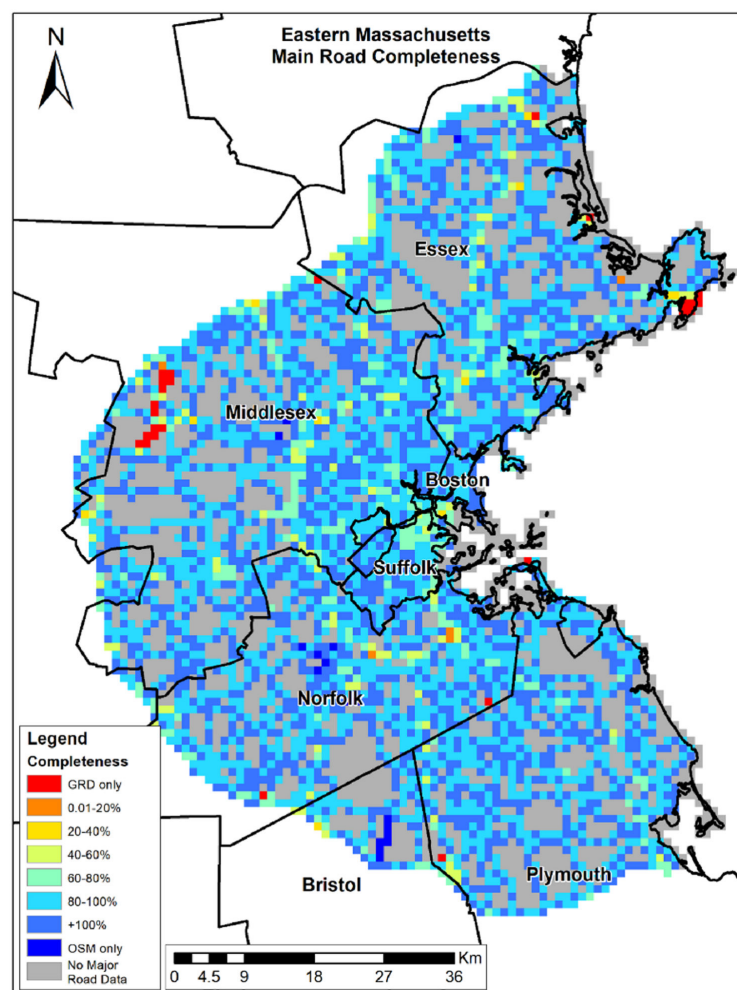 Eastern Massachusetts
Main Road Completeness
N
Essex
Middlesex
Boston
Suffolk
Norfolk
Plymouth
Bristol
Legend
Completeness
GRD only
0.01-20%
20-40%
40-60%
60-80%
80-100%
+100%
OSM only
No Major
Road Data
Km
0 4.5 9 18 27 36